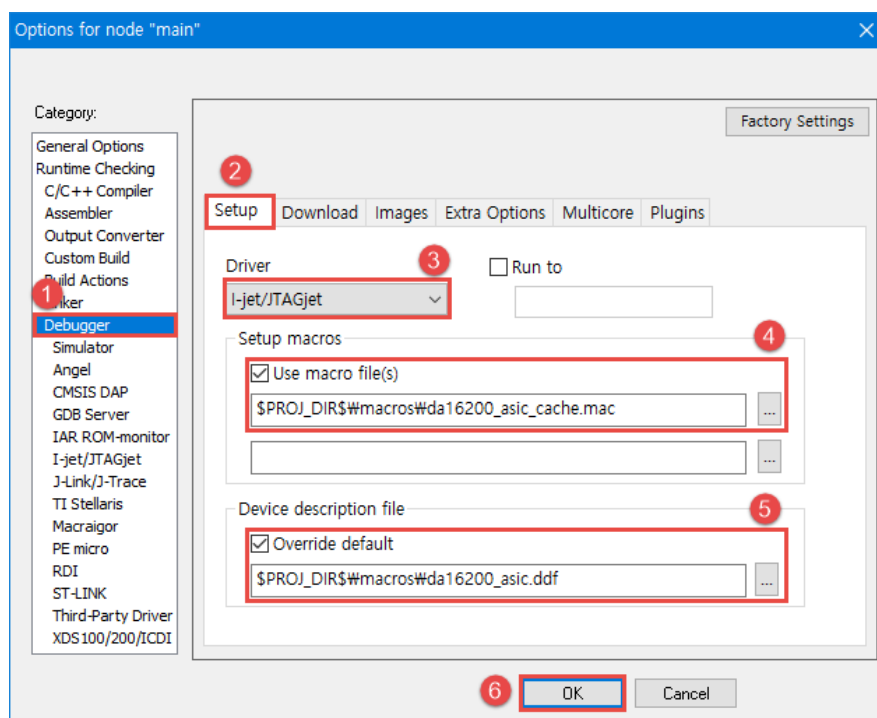 Options for node "main"
Category:
Factory Settings
General Options
Runtime Checking
C/C++ Compiler
Assembler
Output Converter
Custom Build
Build Actions
Debugger
Simulator
Angel
CMSIS DAP
GDB Server
IAR ROM-monitor
I-jet/JTAGjet
J-Link/J-Trace
TI Stellaris
Macraigor
PE micro
RDI
ST-LINK
Third-Party Driver
XDS100/200/ICDI
1
2
Setup Download Images Extra Options Multicore Plugins
Driver
3
Run to
I-jet/JTAGjet
Setup macros
4
Use macro file(s)
$PROJ_DIR$₩macros₩da16200_asic_cache.mac
...
...
Device description file
5
Override default
$PROJ_DIR$₩macros₩da16200_asic.ddf
...
6
OK
Cancel